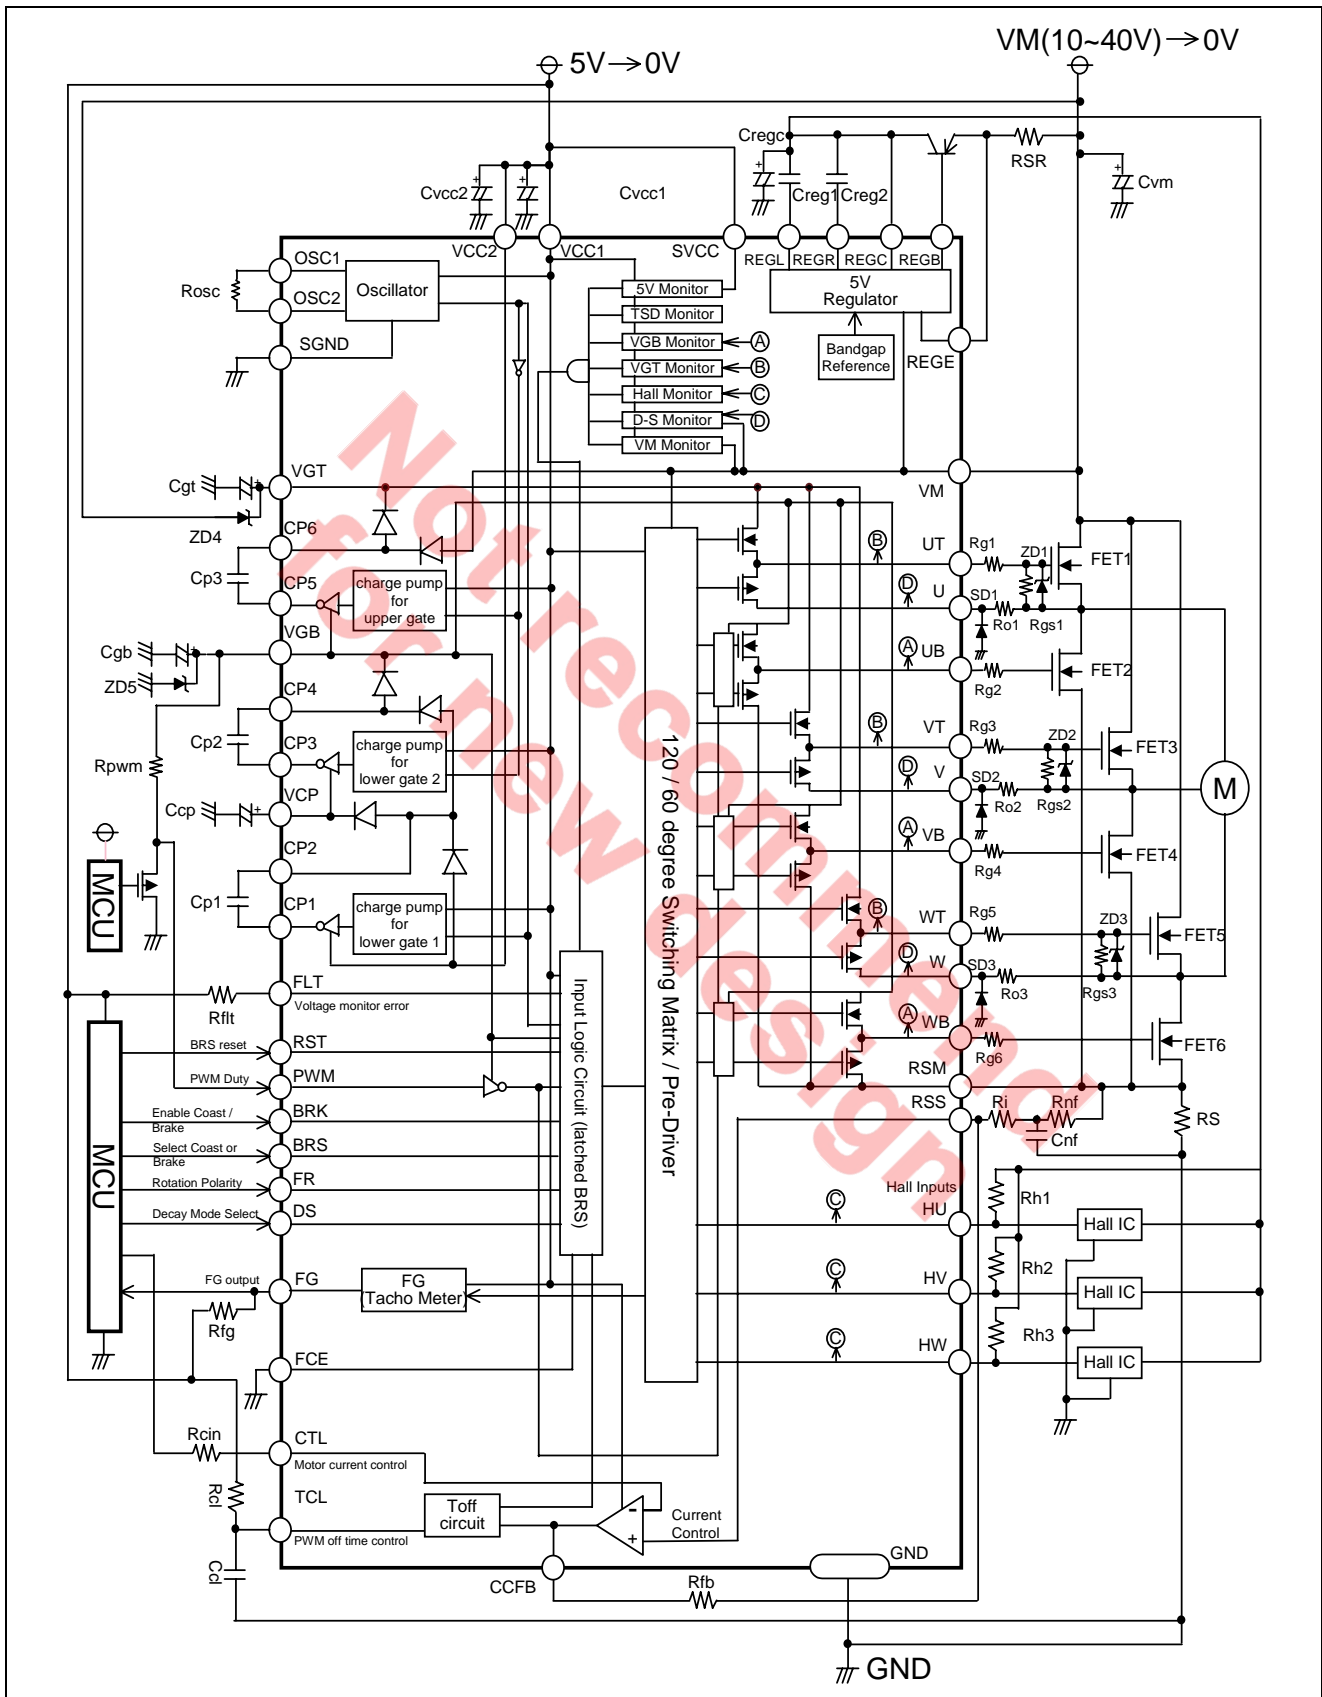 5V→0V
VM(10~40V)→0V
Cregc
RSR
Cvcc2
Cvcc1
Creg1
Creg2
Cvm
VCC2
VCC1
SVCC
REGL
REGR
REGC
REGB
OSC1
Rosc
OSC2
Oscillator
SGND
5V Monitor
TSD Monitor
VGB Monitor
A
VGT Monitor
B
Hall Monitor
C
D-S Monitor
D
VM Monitor
5V
Regulator
Bandgap
Reference
REGE
VGT
Cgt
ZD4
VM
CP6
Cp3
CP5
charge pump
for
upper gate
VGB
Cgb
ZD5
CP4
Cp2
CP3
charge pump
for
lower gate 2
Rpwm
VCP
Ccp
CP2
Cp1
CP1
charge pump
for
lower gate 1
MCU
B
UT
Rg1
ZD1
FET1
D
U
SD1
Ro1
Rgs1
A
UB
Rg2
FET2
B
VT
Rg3
ZD2
FET3
D
V
SD2
Ro2
Rgs2
M
A
VB
Rg4
FET4
B
WT
Rg5
ZD3
FET5
D
W
SD3
Ro3
Rgs3
A
WB
Rg6
FET6
RSM
RSS
Ri
Rnf
Cnf
RS
120 / 60 degree Switching Matrix / Pre-Driver
Input Logic Circuit (latched BRS)
FLT
Rflt
Voltage monitor error
BRS reset
RST
PWM Duty
PWM
Enable Coast /
Brake
BRK
Select Coast or
Brake
BRS
Rotation Polarity
FR
Decay Mode Select
DS
MCU
FG output
FG
Rfg
FG
(Tacho Meter)
FCE
Hall Inputs
C
HU
Rh1
Hall IC
C
HV
Rh2
Hall IC
C
HW
Rh3
Hall IC
Rcin
CTL
Motor current control
Rcl
TCL
PWM off time control
Toff
circuit
-
+
Current
Control
Ccl
CCFB
Rfb
GND
GND
Not recommend
for new design